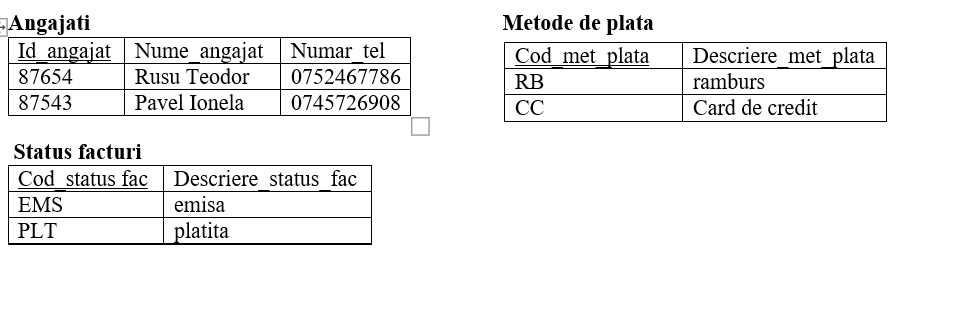 Angajati
Id_angajat Nume_angajat Numar_tel
87654 Rusu Teodor 0752467786
87543 Pavel Ionela 0745726908
Metode de plata
Cod_met_plata Descriere_met_plata
RB ramburs
CC Card de credit
Status facturi
Cod_status fac Descriere_status_fac
EMS emisa
PLT platita